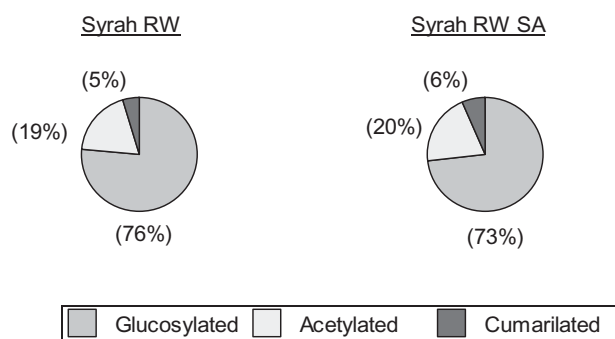 Syrah RW
Syrah RW SA
(5%)
(6%)
(19%)
(20%)
(76%)
(73%)
Glucosylated Acetylated Cumarilated